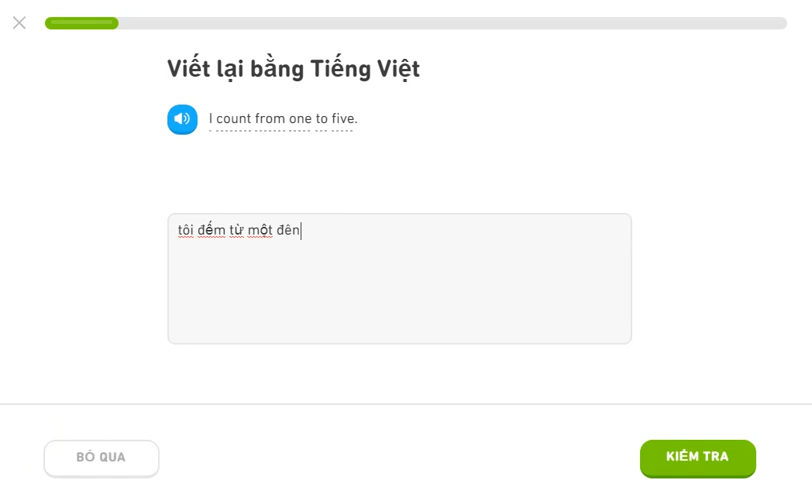 Viết lại bằng Tiếng Việt
I count from one to five.
tôi đếm từ một đên
BỎ QUA
KIỂM TRA